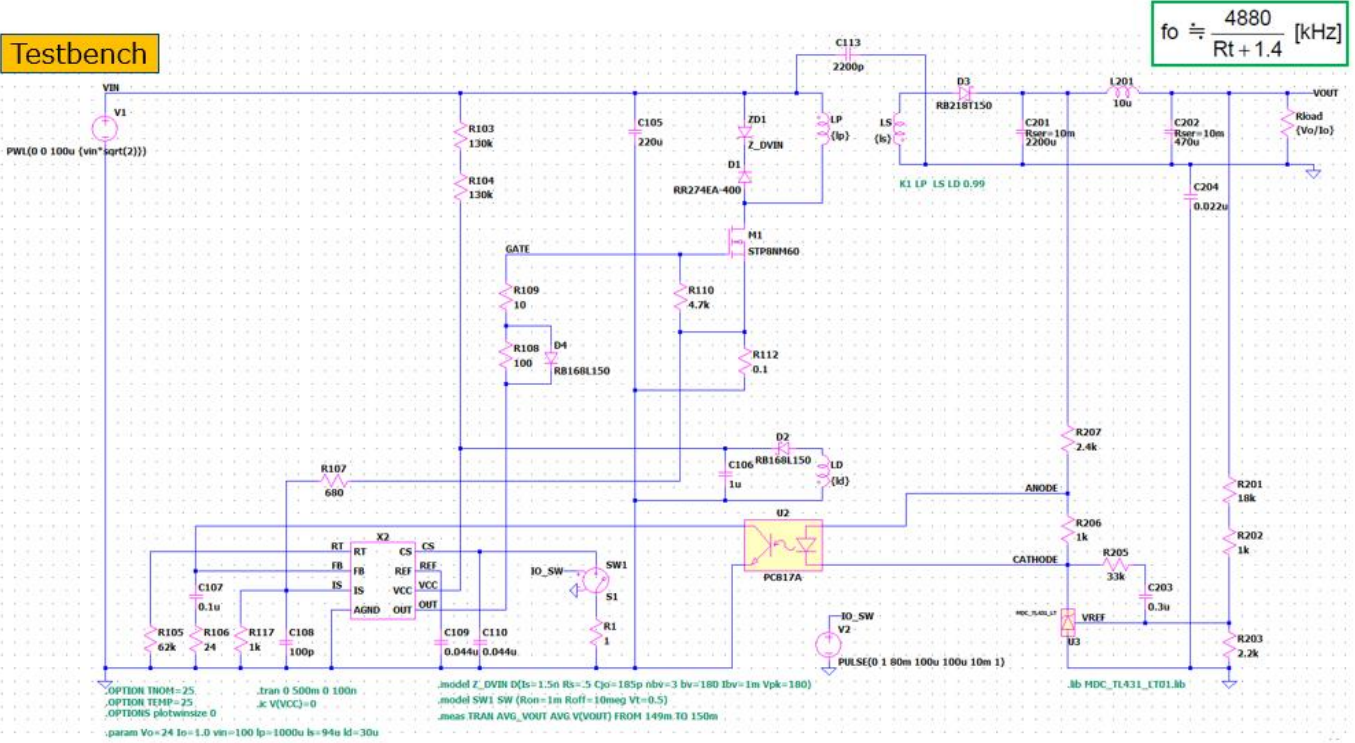 Testbench
fo ≒ 4880 / Rt + 1.4 [kHz]
VIN
V1
PWL(0 0 100u {vin*sqrt(2)})
R103
130k
R104
130k
C105
220u
ZD1
Z_DVIN
D1
RR274EA-400
LP
{lp}
C113
2200p
LS
{ls}
D3
RB218T150
K1 LP LS LD 0.99
C201
Rser=10m
2200u
L201
10u
C202
Rser=10m
470u
VOUT
Rload
{Vo/Io}
C204
0.022u
M1
STP8NM60
GATE
R109
10
R110
4.7k
R108
100
D4
RB168L150
R112
0.1
R107
680
D2
RB168L150
C106
1u
LD
{ld}
R207
2.4k
ANODE
R206
1k
CATHODE
R205
33k
C203
0.3u
R201
18k
R202
1k
R203
2.2k
MDC_TL431_LT
VREF
U3
U2
PC817A
X2
RT
RT
FB
FB
IS
IS
AGND
CS
CS
REF
REF
VCC
VCC
OUT
OUT
IO_SW
SW1
S1
R1
1
C107
0.1u
R105
62k
R106
24
R117
1k
C108
100p
C109
0.044u
C110
0.044u
IO_SW
V2
PULSE(0 1 80m 100u 100u 10m 1)
.OPTION TNOM=25
.OPTION TEMP=25
.OPTIONS plotwinsize 0
.tran 0 500m 0 100n
.ic V(VCC)=0
.model Z_DVIN D(Is=1.5n Rs=.5 Cjo=185p nbv=3 bv=180 Ibv=1m Vpk=180)
.model SW1 SW (Ron=1m Roff=10meg Vt=0.5)
.meas TRAN AVG_VOUT AVG V(VOUT) FROM 149m TO 150m
.lib MDC_TL431_LT01.lib
.param Vo=24 Io=1.0 vin=100 lp=1000u ls=94u ld=30u